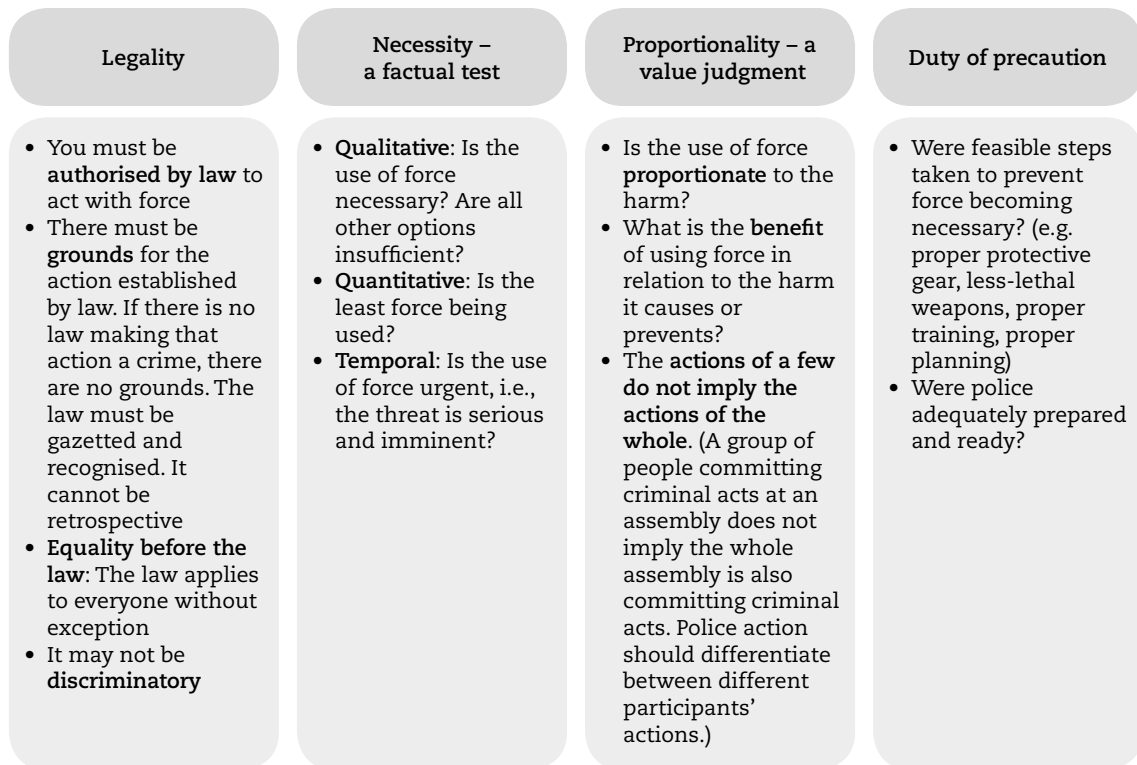 Legality
• You must be
authorised by law to
act with force
• There must be
grounds for the
action established
by law. If there is no
law making that
action a crime, there
are no grounds. The
law must be
gazetted and
recognised. It
cannot be
retrospective
• Equality before the
law: The law applies
to everyone without
exception
• It may not be
discriminatory
Necessity –
a factual test
• Qualitative: Is the
use of force
necessary? Are all
other options
insufficient?
• Quantitative: Is the
least force being
used?
• Temporal: Is the use
of force urgent, i.e.,
the threat is serious
and imminent?
Proportionality – a
value judgment
• Is the use of force
proportionate to the
harm?
• What is the benefit
of using force in
relation to the harm
it causes or
prevents?
• The actions of a few
do not imply the
actions of the
whole. (A group of
people committing
criminal acts at an
assembly does not
imply the whole
assembly is also
committing criminal
acts. Police action
should differentiate
between different
participants’
actions.)
Duty of precaution
• Were feasible steps
taken to prevent
force becoming
necessary? (e.g.
proper protective
gear, less-lethal
weapons, proper
training, proper
planning)
• Were police
adequately prepared
and ready?